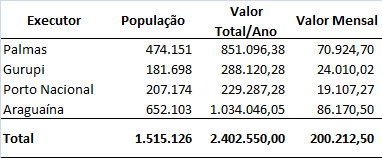 Executor População Valor Total/Ano Valor Mensal
Palmas 474.151 851.096,38 70.924,70
Gurupi 181.698 288.120,28 24.010,02
Porto Nacional 207.174 229.287,28 19.107,27
Araguaína 652.103 1.034.046,05 86.170,50
Total 1.515.126 2.402.550,00 200.212,50